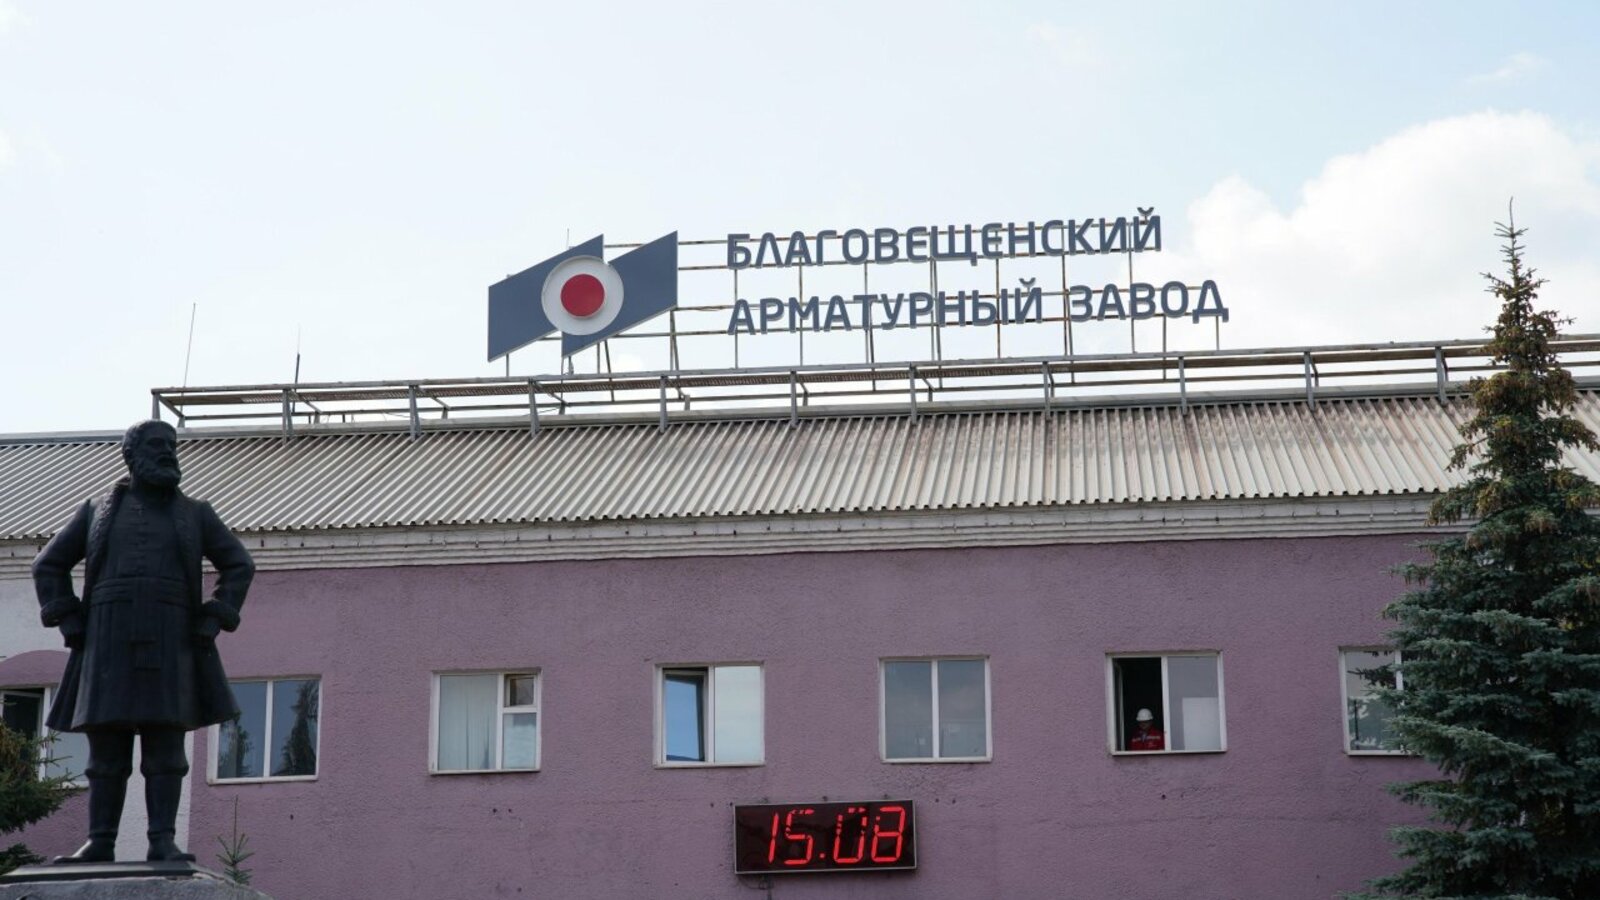 БЛАГОВЕЩЕНСКИЙ
АРМАТУРНЫЙ ЗАВОД
15.08